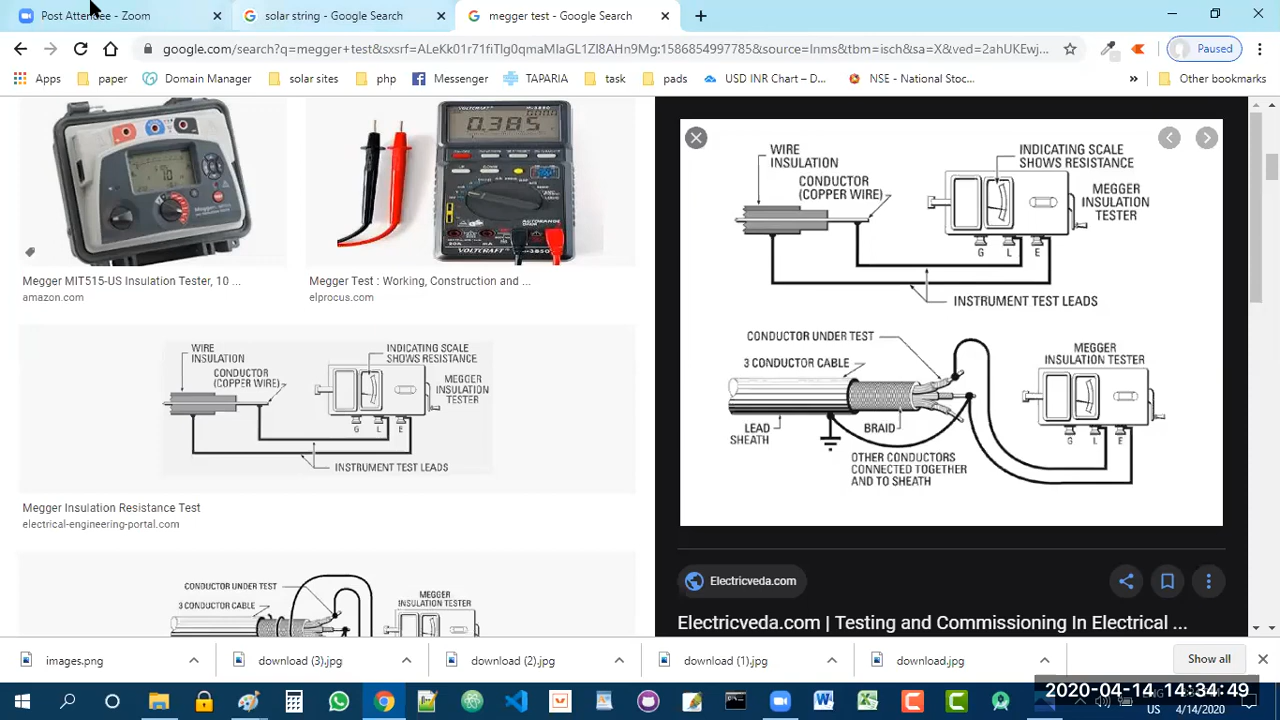 Post Attendee - Zoom
solar string - Google Search
megger test - Google Search
google.com/search?q=megger+test&sxsrf=ALeKk01r71fiTlg0qmaMlaGL1Zl8AHn9Mg:1586854997785&source=lnms&tbm=isch&sa=X&ved=2ahUKEwj...
Paused
Apps
paper
Domain Manager
solar sites
php
Messenger
TAPARIA
task
pads
USD INR Chart – D...
NSE - National Stoc...
»
Other bookmarks
VOLTCRAFT
0.385
Megger MIT515-US Insulation Tester, 10 ...
amazon.com
Megger Test : Working, Construction and ...
elprocus.com
WIRE
INSULATION
CONDUCTOR
(COPPER WIRE)
INDICATING SCALE
SHOWS RESISTANCE
MEGGER
INSULATION
TESTER
G L E
INSTRUMENT TEST LEADS
Megger Insulation Resistance Test
electrical-engineering-portal.com
CONDUCTOR UNDER TEST
3 CONDUCTOR CABLE
MEGGER
INSULATION TESTER
WIRE
INSULATION
CONDUCTOR
(COPPER WIRE)
INDICATING SCALE
SHOWS RESISTANCE
MEGGER
INSULATION
TESTER
G L E
INSTRUMENT TEST LEADS
CONDUCTOR UNDER TEST
3 CONDUCTOR CABLE
MEGGER
INSULATION TESTER
LEAD
SHEATH
BRAID
G L E
OTHER CONDUCTORS
CONNECTED TOGETHER
AND TO SHEATH
Electricveda.com
Electricveda.com | Testing and Commissioning In Electrical ...
images.png
download (3).jpg
download (2).jpg
download (1).jpg
download.jpg
Show all
2020-04-14 14:34:49
US
4/14/2020